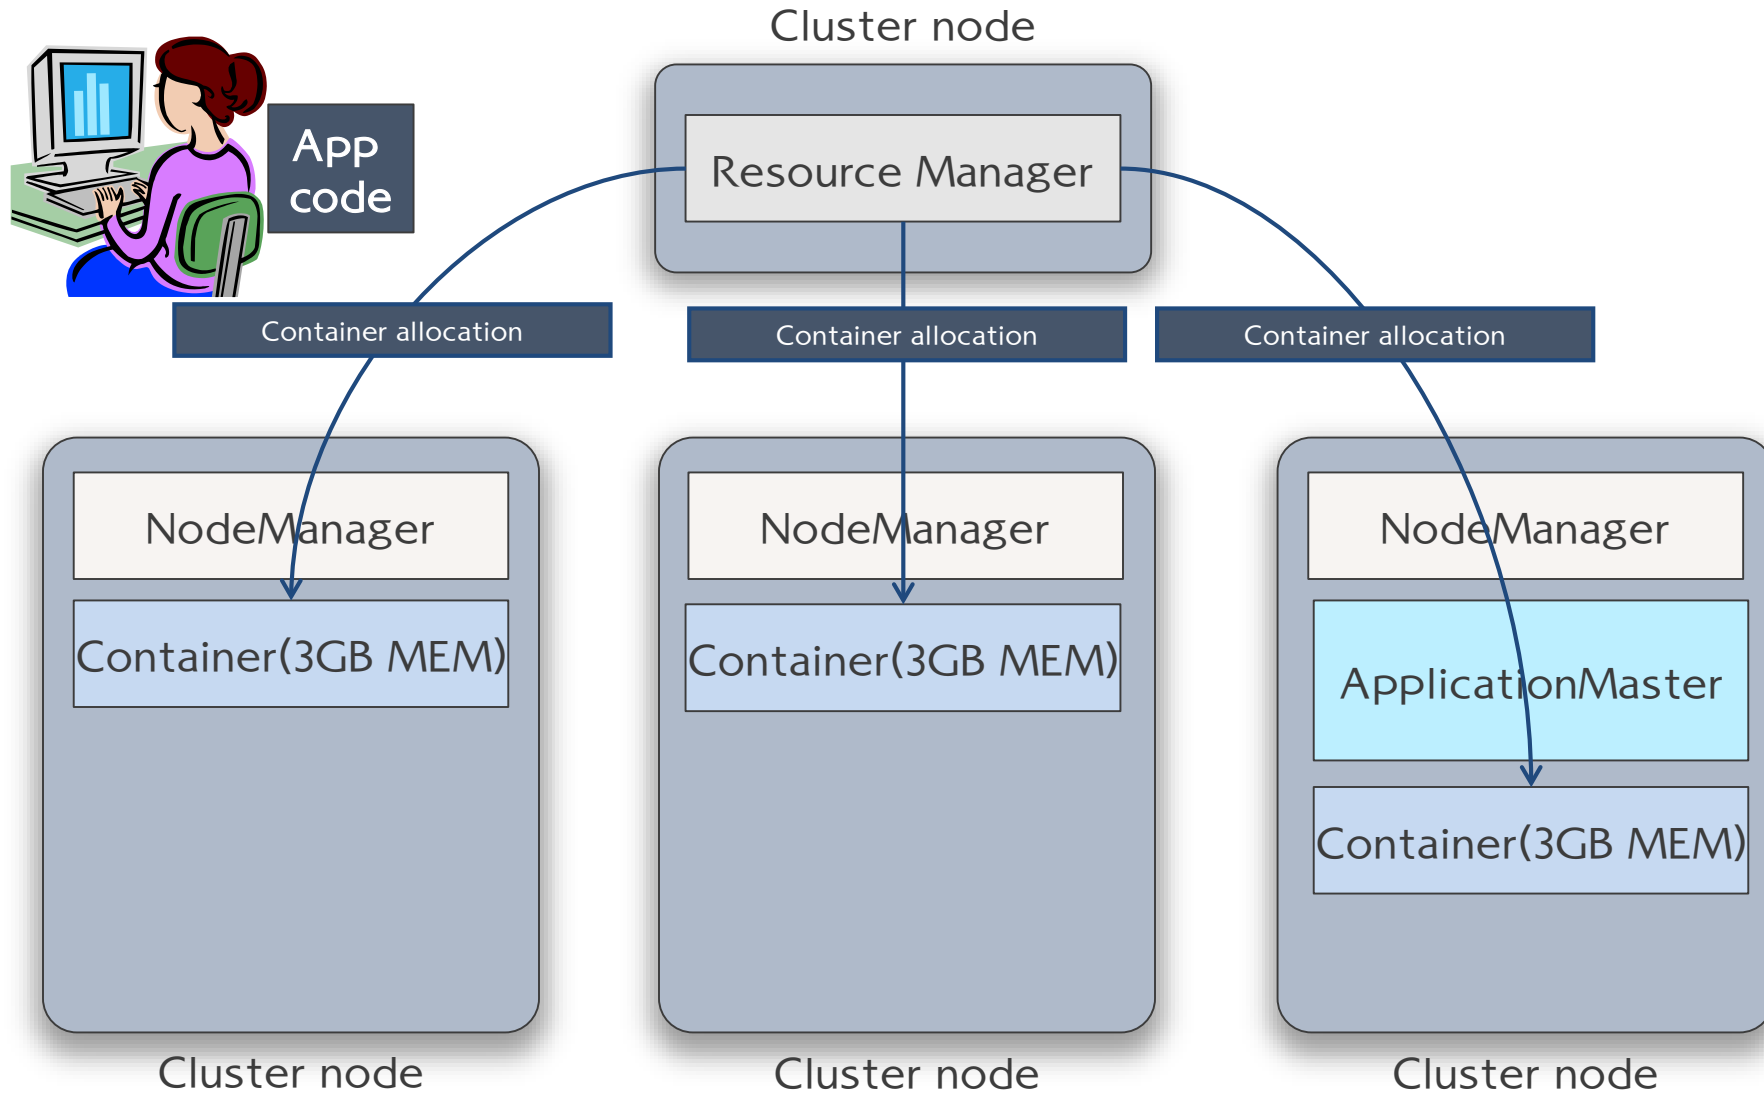 Cluster node
App
code
Resource Manager
Container allocation
Container allocation
Container allocation
NodeManager
NodeManager
NodeManager
Container(3GB MEM)
Container(3GB MEM)
ApplicationMaster
Container(3GB MEM)
Cluster node
Cluster node
Cluster node